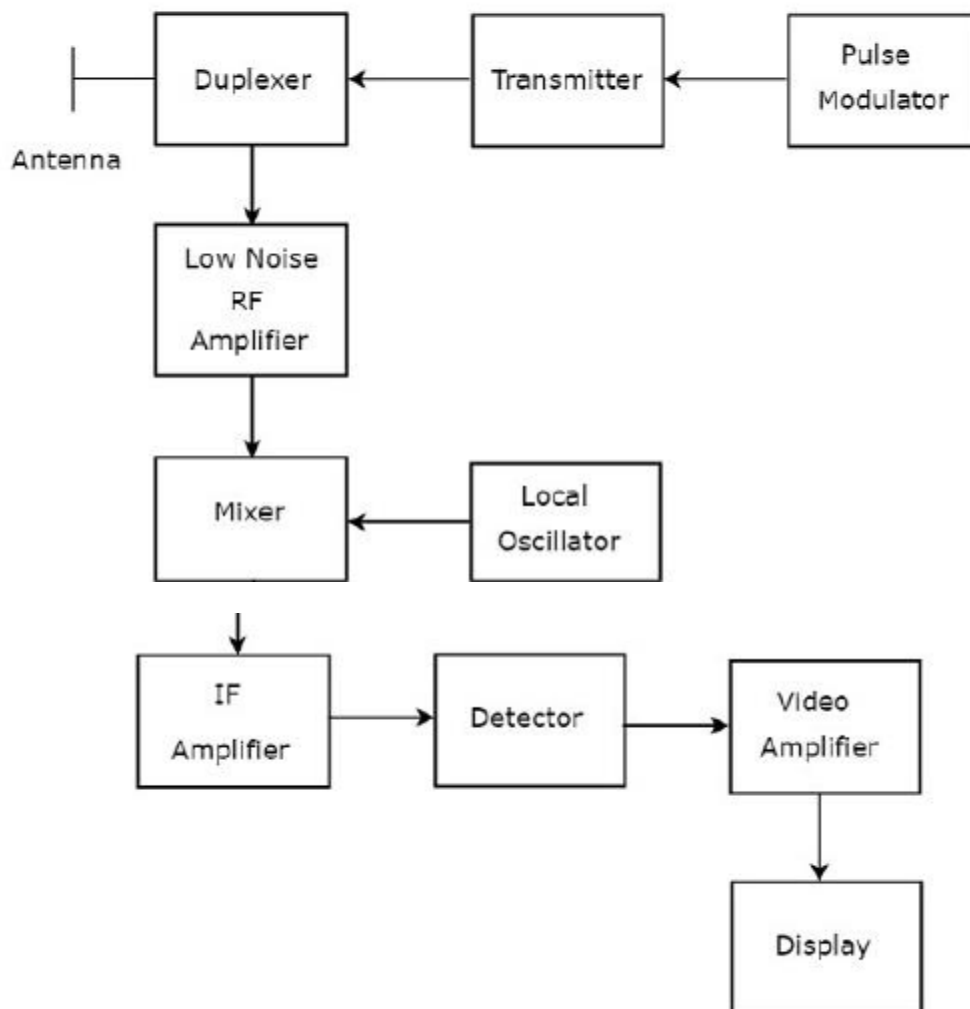 Duplexer
Transmitter
Pulse
Modulator
Antenna
Low Noise
RF
Amplifier
Mixer
Local
Oscillator
IF
Amplifier
Detector
Video
Amplifier
Display